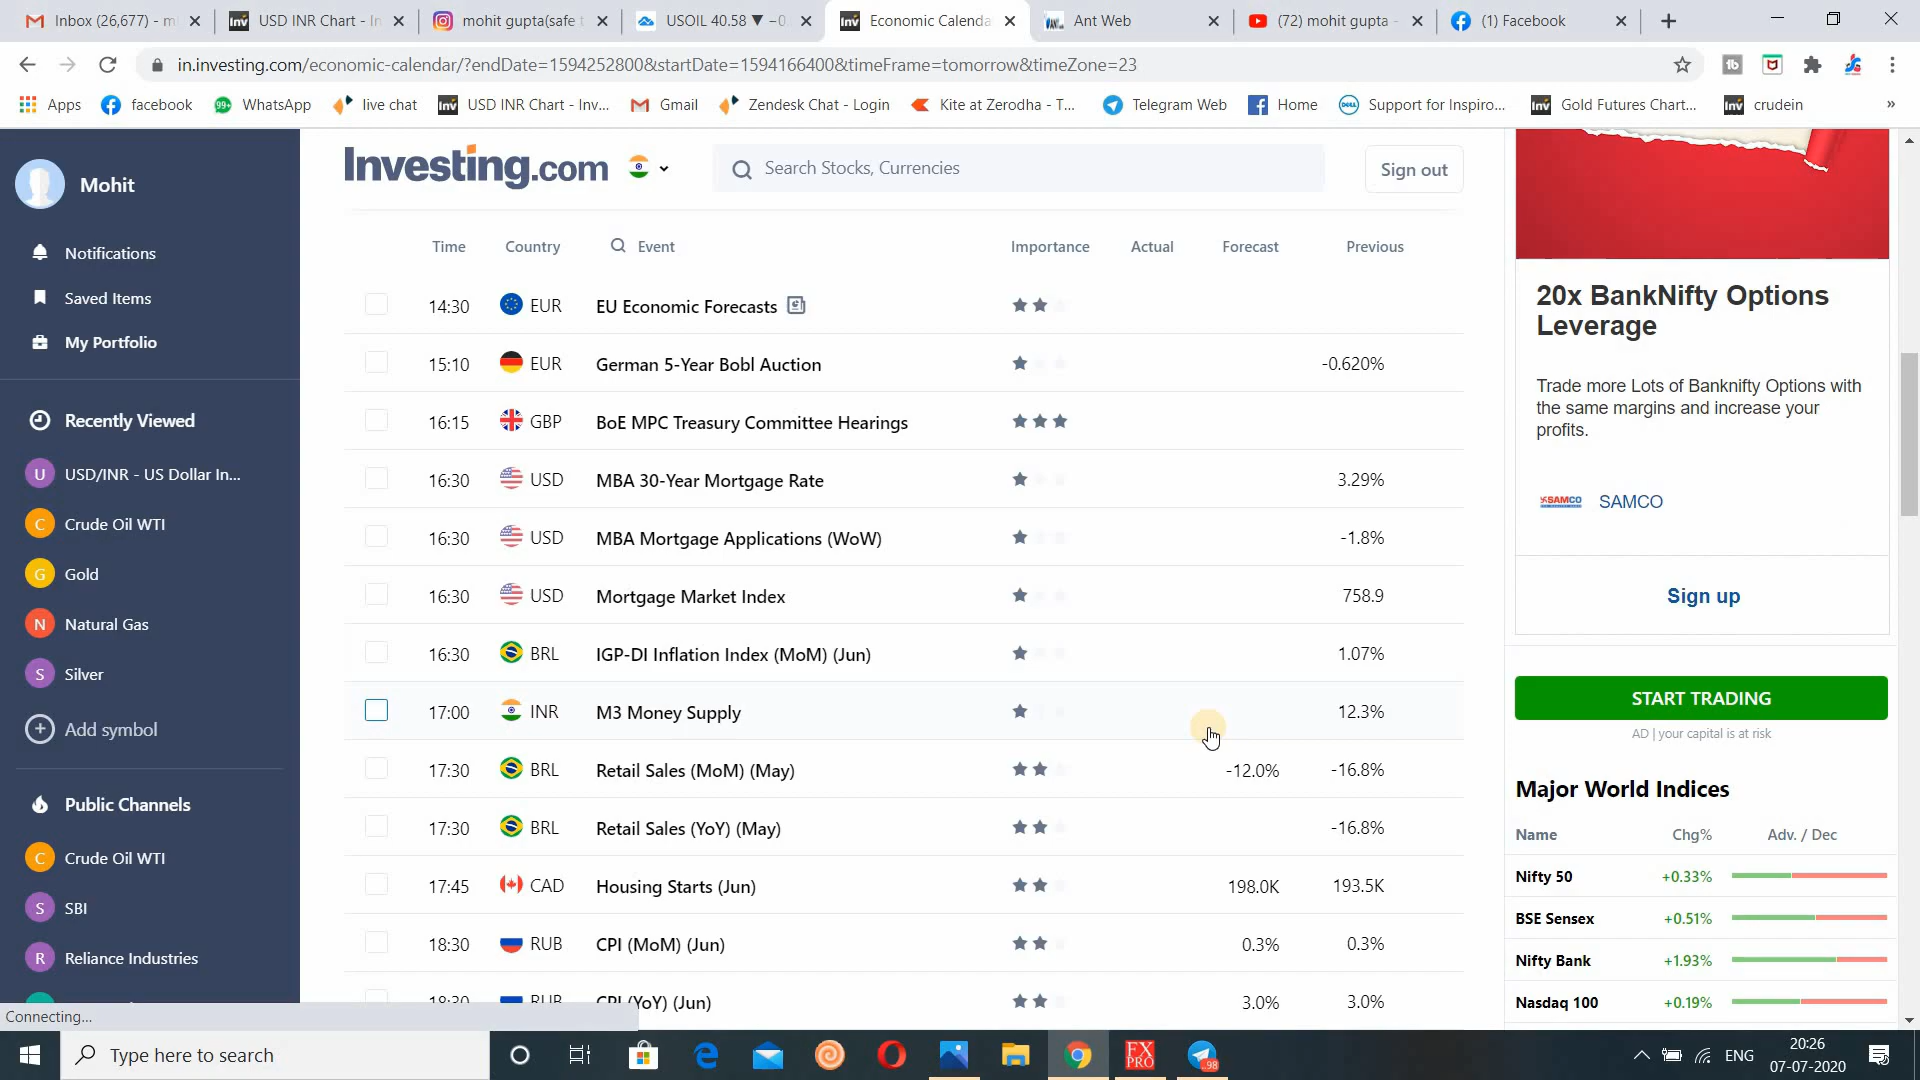 Inbox (26,677) - m
USD INR Chart - In
mohit gupta(safe t
USOIL 40.58 ▼ −0.
Economic Calenda
Ant Web
(72) mohit gupta -
(1) Facebook
in.investing.com/economic-calendar/?endDate=1594252800&startDate=1594166400&timeFrame=tomorrow&timeZone=23
Apps facebook 99+ WhatsApp live chat Inv USD INR Chart - Inv... Gmail Zendesk Chat - Login Kite at Zerodha - T... Telegram Web Home DELL Support for Inspiro... Inv Gold Futures Chart... Inv crudein »
Mohit
Notifications
Saved Items
My Portfolio
Recently Viewed
U USD/INR - US Dollar In...
C Crude Oil WTI
G Gold
N Natural Gas
S Silver
Add symbol
Public Channels
C Crude Oil WTI
S SBI
R Reliance Industries
Connecting...
Investing.com
Search Stocks, Currencies
Sign out
Time Country Event Importance Actual Forecast Previous
14:30 EUR EU Economic Forecasts
15:10 EUR German 5-Year Bobl Auction -0.620%
16:15 GBP BoE MPC Treasury Committee Hearings
16:30 USD MBA 30-Year Mortgage Rate 3.29%
16:30 USD MBA Mortgage Applications (WoW) -1.8%
16:30 USD Mortgage Market Index 758.9
16:30 BRL IGP-DI Inflation Index (MoM) (Jun) 1.07%
17:00 INR M3 Money Supply 12.3%
17:30 BRL Retail Sales (MoM) (May) -12.0% -16.8%
17:30 BRL Retail Sales (YoY) (May) -16.8%
17:45 CAD Housing Starts (Jun) 198.0K 193.5K
18:30 RUB CPI (MoM) (Jun) 0.3% 0.3%
18:30 RUB CPI (YoY) (Jun) 3.0% 3.0%
20x BankNifty Options
Leverage
Trade more Lots of Banknifty Options with
the same margins and increase your
profits.
SAMCO SAMCO
Sign up
START TRADING
AD | your capital is at risk
Major World Indices
Name Chg% Adv. / Dec
Nifty 50 +0.33%
BSE Sensex +0.51%
Nifty Bank +1.93%
Nasdaq 100 +0.19%
Type here to search
FX
PRO
.98
ENG
20:26
07-07-2020